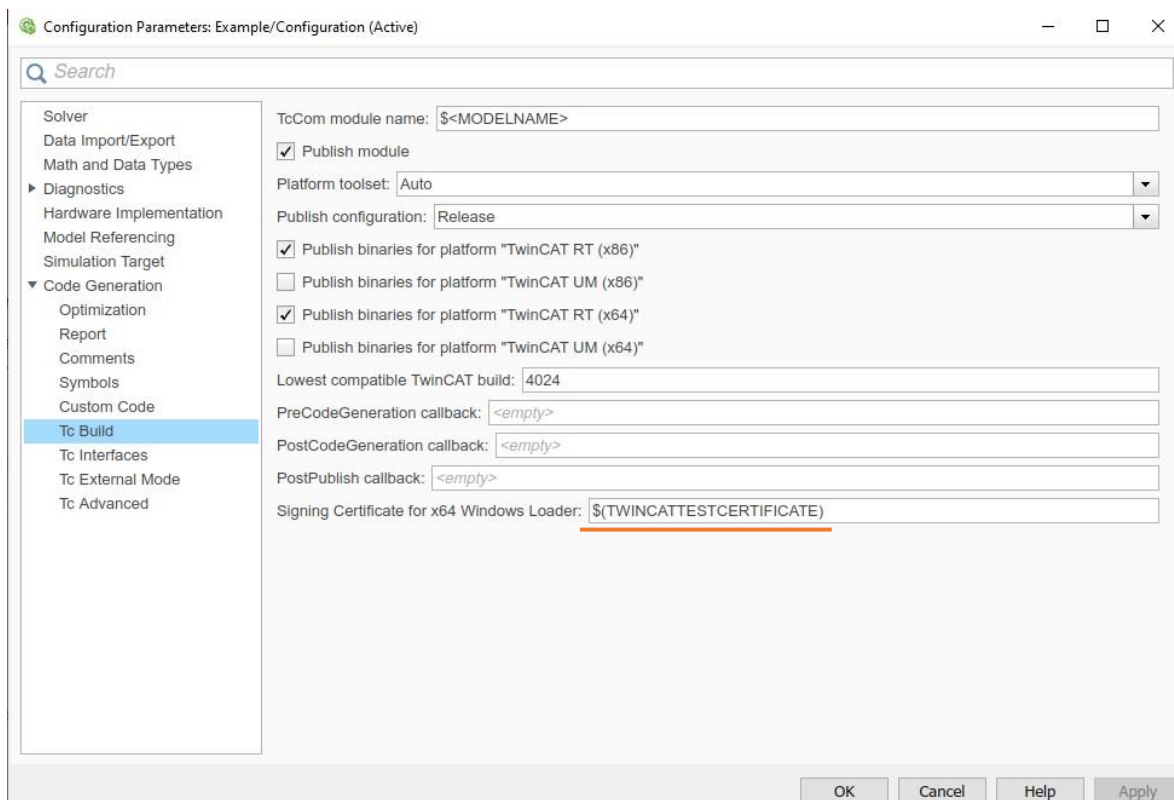 Configuration Parameters: Example/Configuration (Active)
Search
Solver
Data Import/Export
Math and Data Types
Diagnostics
Hardware Implementation
Model Referencing
Simulation Target
Code Generation
Optimization
Report
Comments
Symbols
Custom Code
Tc Build
Tc Interfaces
Tc External Mode
Tc Advanced
TcCom module name: $<MODELNAME>
Publish module
Platform toolset: Auto
Publish configuration: Release
Publish binaries for platform "TwinCAT RT (x86)"
Publish binaries for platform "TwinCAT UM (x86)"
Publish binaries for platform "TwinCAT RT (x64)"
Publish binaries for platform "TwinCAT UM (x64)"
Lowest compatible TwinCAT build: 4024
PreCodeGeneration callback: <empty>
PostCodeGeneration callback: <empty>
PostPublish callback: <empty>
Signing Certificate for x64 Windows Loader: $(TWINCATTESTCERTIFICATE)
OK Cancel Help Apply